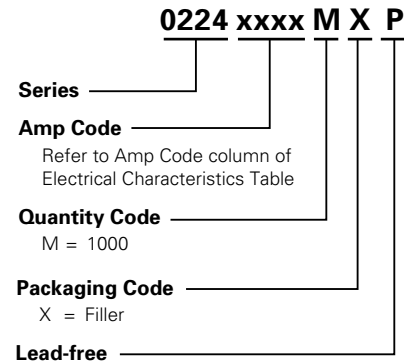 0224 xxxx M X P
Series
Amp Code
Refer to Amp Code column of
Electrical Characteristics Table
Quantity Code
M = 1000
Packaging Code
X = Filler
Lead-free